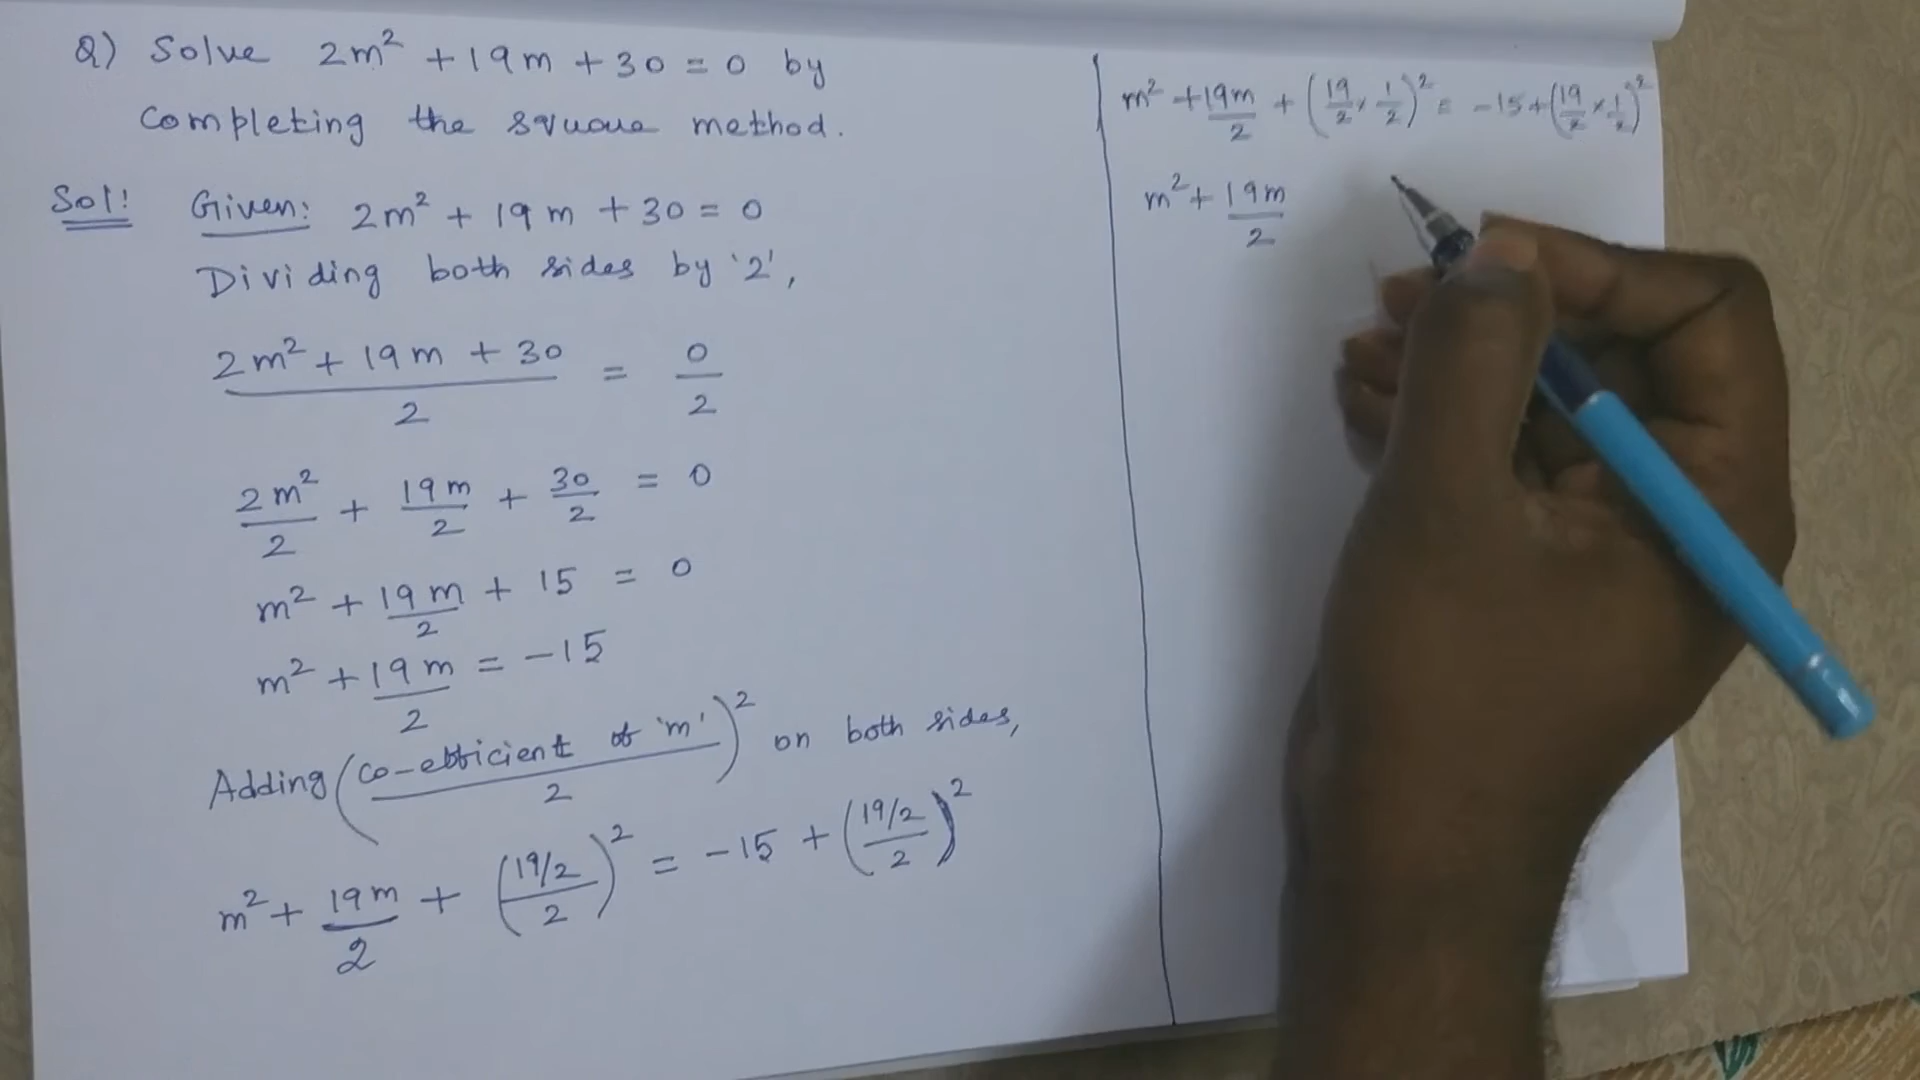 Q) Solve 2m² + 19m + 30 = 0 by
completing the square method.
Sol! Given: 2m² + 19m + 30 = 0
Dividing both sides by '2',
2m² + 19m + 30 / 2 = 0/2
2m²/2 + 19m/2 + 30/2 = 0
m² + 19m/2 + 15 = 0
m² + 19m/2 = -15
Adding (co-efficient of 'm' / 2)² on both sides,
m² + 19m/2 + (19/2 / 2)² = -15 + (19/2 / 2)²
m² + 19m/2 + (19/2 × 1/2)² = -15 + (19/2 × 1/2)²
m² + 19m/2